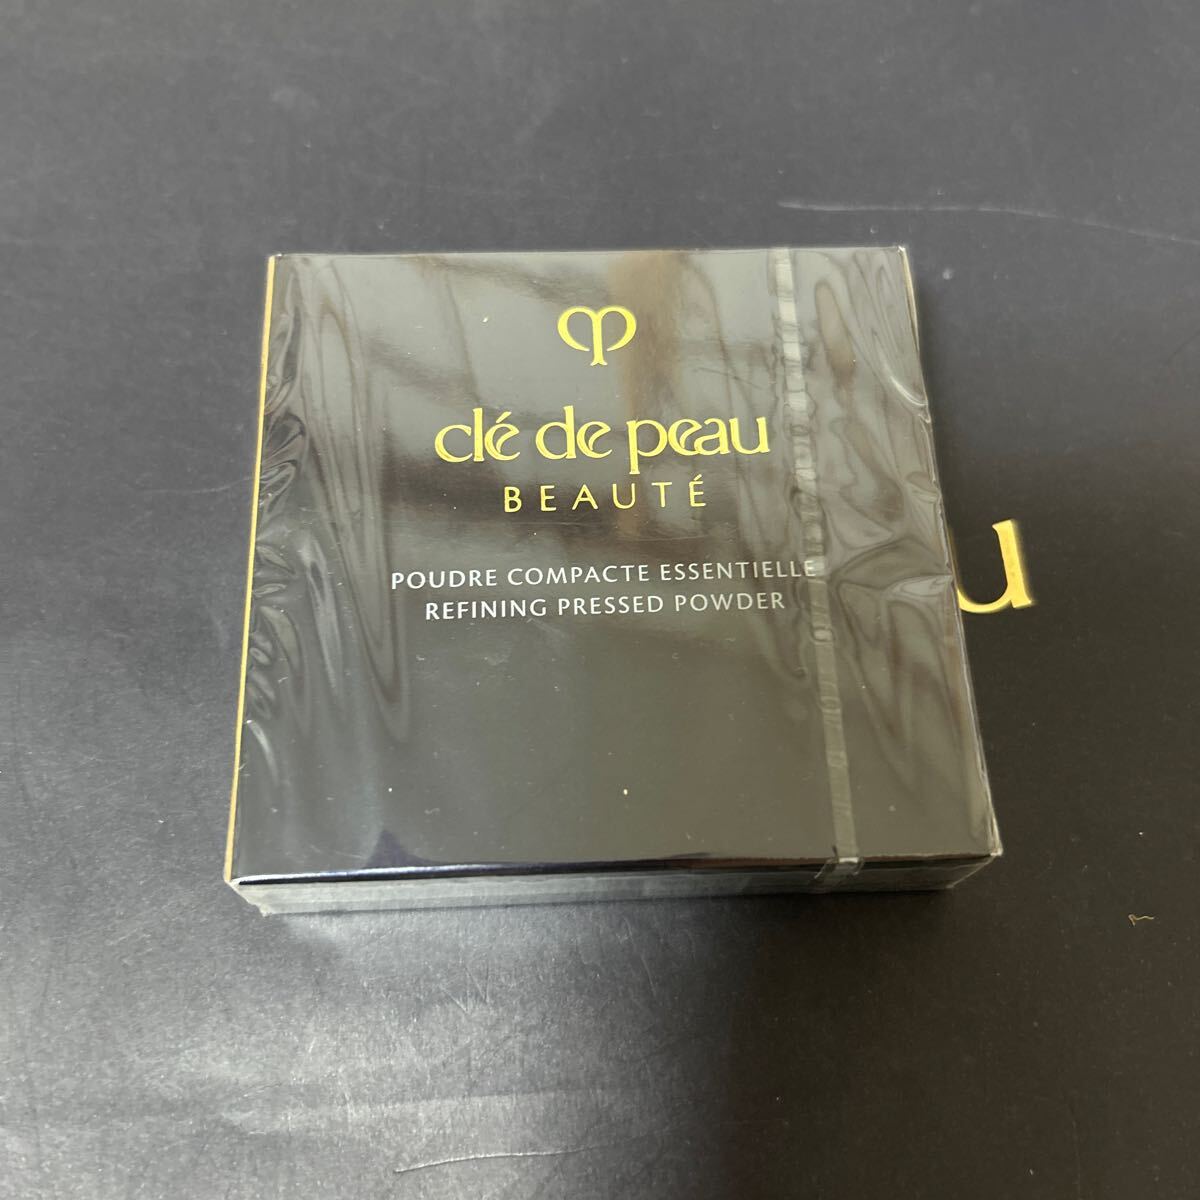 clé de peau
BEAUTÉ
POUDRE COMPACTE ESSENTIELLE
REFINING PRESSED POWDER
u